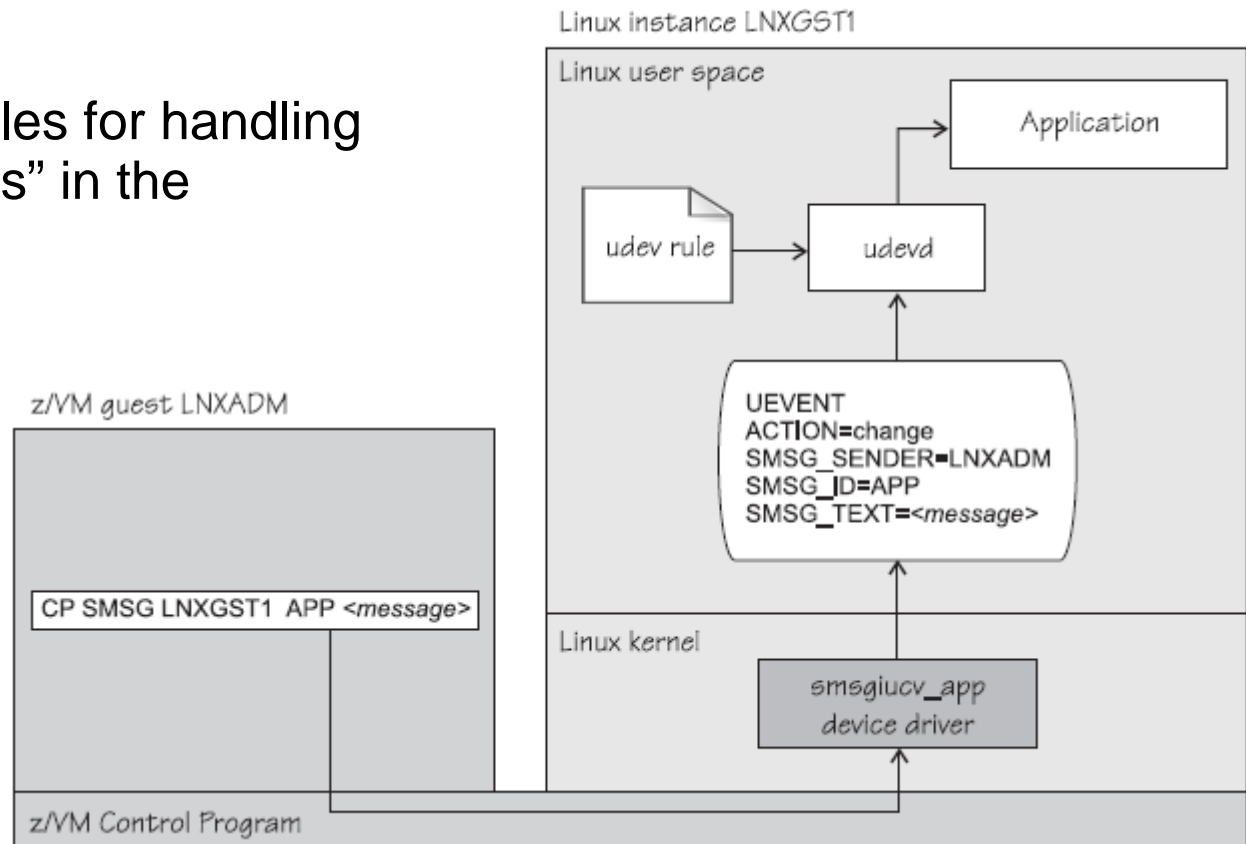 les for handling
s” in the
Linux instance LNXGST1
Linux user space
Application
udev rule
udevd
UEVENT
ACTION=change
SMSG_SENDER=LNXADM
SMSG_ID=APP
SMSG_TEXT=<message>
z/VM guest LNXADM
CP SMSG LNXGST1 APP <message>
Linux kernel
smsgiucv_app
device driver
z/VM Control Program